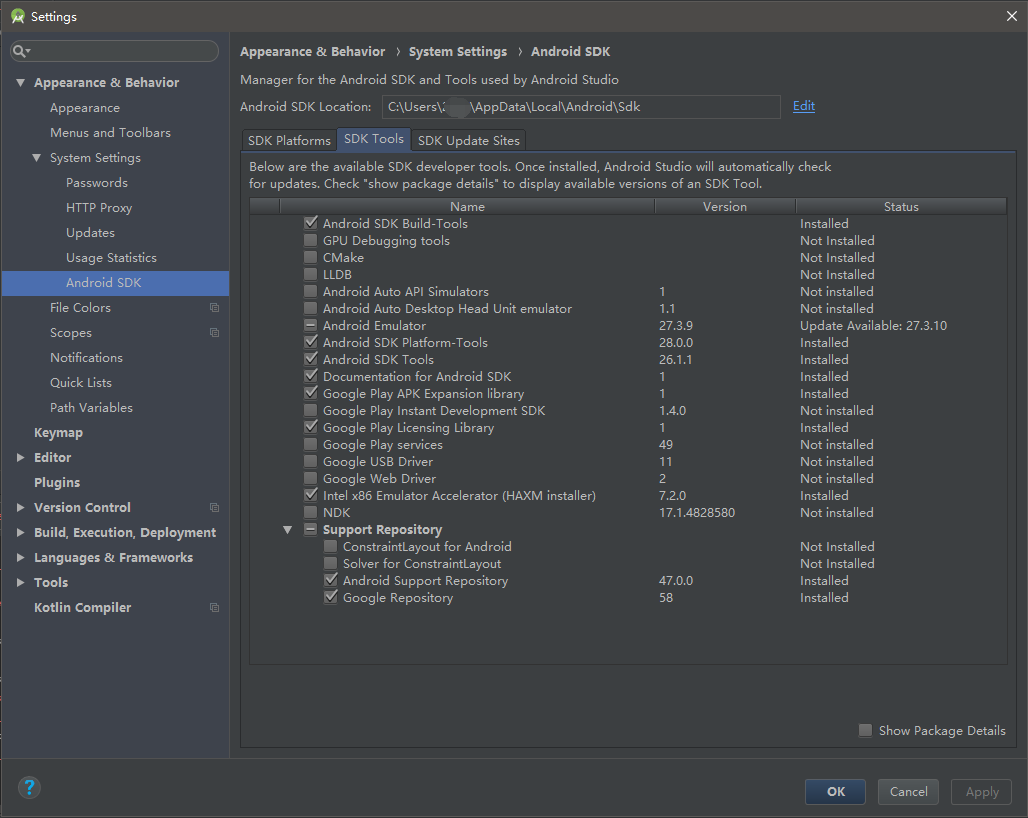 Settings
Appearance & Behavior
Appearance
Menus and Toolbars
System Settings
Passwords
HTTP Proxy
Updates
Usage Statistics
Android SDK
File Colors
Scopes
Notifications
Quick Lists
Path Variables
Keymap
Editor
Plugins
Version Control
Build, Execution, Deployment
Languages & Frameworks
Tools
Kotlin Compiler
Appearance & Behavior › System Settings › Android SDK
Manager for the Android SDK and Tools used by Android Studio
Android SDK Location: C:\Users\ \AppData\Local\Android\Sdk Edit
SDK Platforms SDK Tools SDK Update Sites
Below are the available SDK developer tools. Once installed, Android Studio will automatically check
for updates. Check "show package details" to display available versions of an SDK Tool.
Name Version Status
Android SDK Build-Tools Installed
GPU Debugging tools Not Installed
CMake Not Installed
LLDB Not Installed
Android Auto API Simulators 1 Not installed
Android Auto Desktop Head Unit emulator 1.1 Not installed
Android Emulator 27.3.9 Update Available: 27.3.10
Android SDK Platform-Tools 28.0.0 Installed
Android SDK Tools 26.1.1 Installed
Documentation for Android SDK 1 Installed
Google Play APK Expansion library 1 Installed
Google Play Instant Development SDK 1.4.0 Not installed
Google Play Licensing Library 1 Installed
Google Play services 49 Not installed
Google USB Driver 11 Not installed
Google Web Driver 2 Not installed
Intel x86 Emulator Accelerator (HAXM installer) 7.2.0 Installed
NDK 17.1.4828580 Not installed
Support Repository
ConstraintLayout for Android Not Installed
Solver for ConstraintLayout Not Installed
Android Support Repository 47.0.0 Installed
Google Repository 58 Installed
Show Package Details
? OK Cancel Apply